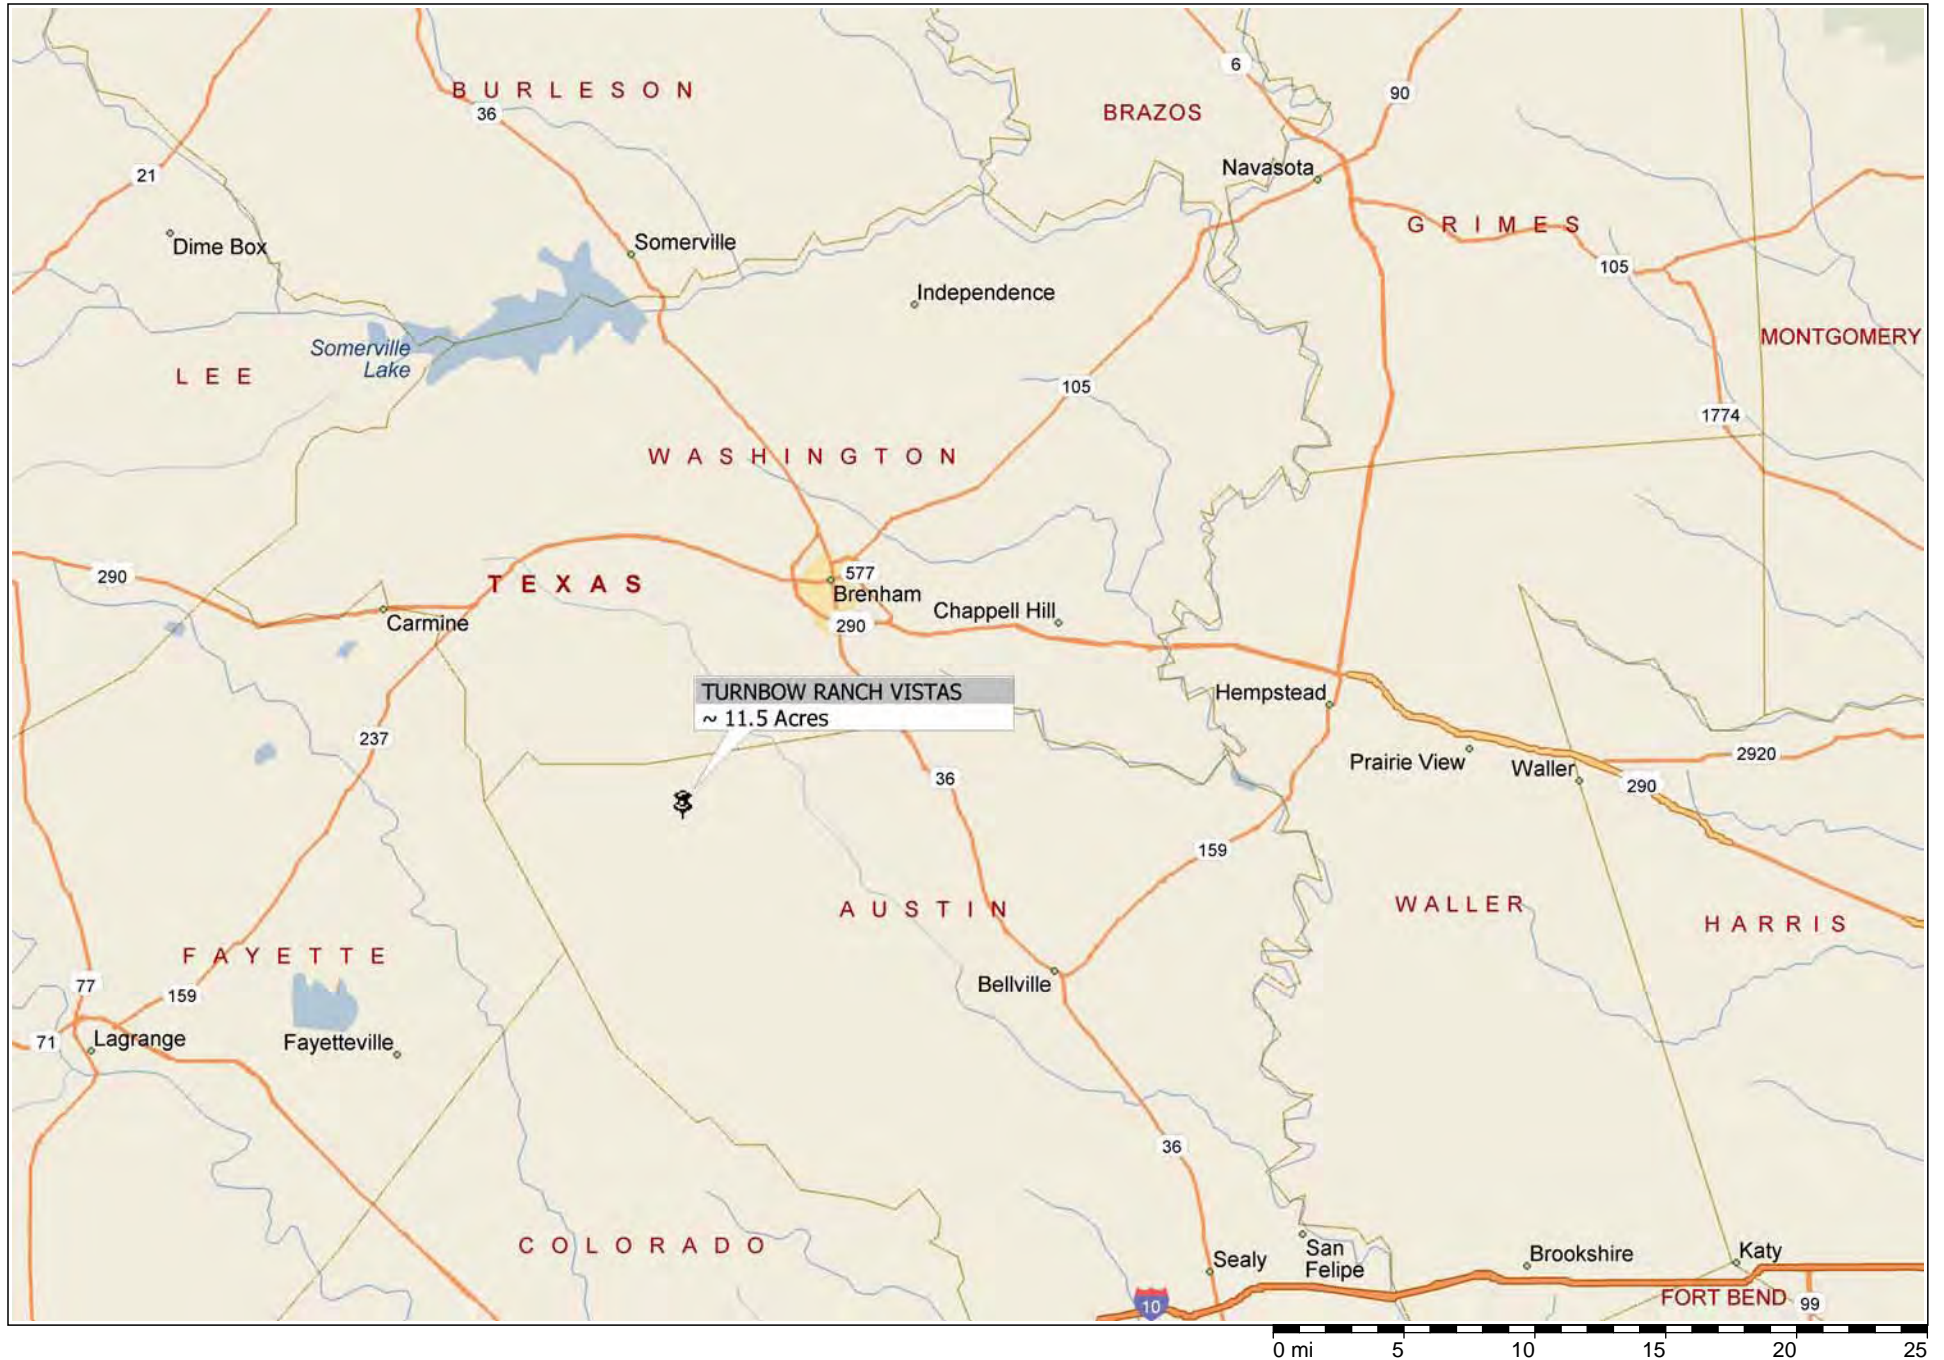 6
90
BURLESON
36
BRAZOS
Navasota
21
GRIMES
Dime Box
Somerville
105
Independence
MONTGOMERY
Somerville
Lake
LEE
105
1774
WASHINGTON
290
TEXAS
577
Brenham
Carmine
Chappell Hill
290
TURNBOW RANCH VISTAS
~ 11.5 Acres
Hempstead
237
Prairie View
Waller
2920
36
290
159
AUSTIN
WALLER
HARRIS
FAYETTE
77
159
Bellville
71
Lagrange
Fayetteville
36
COLORADO
San
Felipe
Sealy
Brookshire
Katy
FORT BEND
10
99
0 mi 5 10 15 20 25